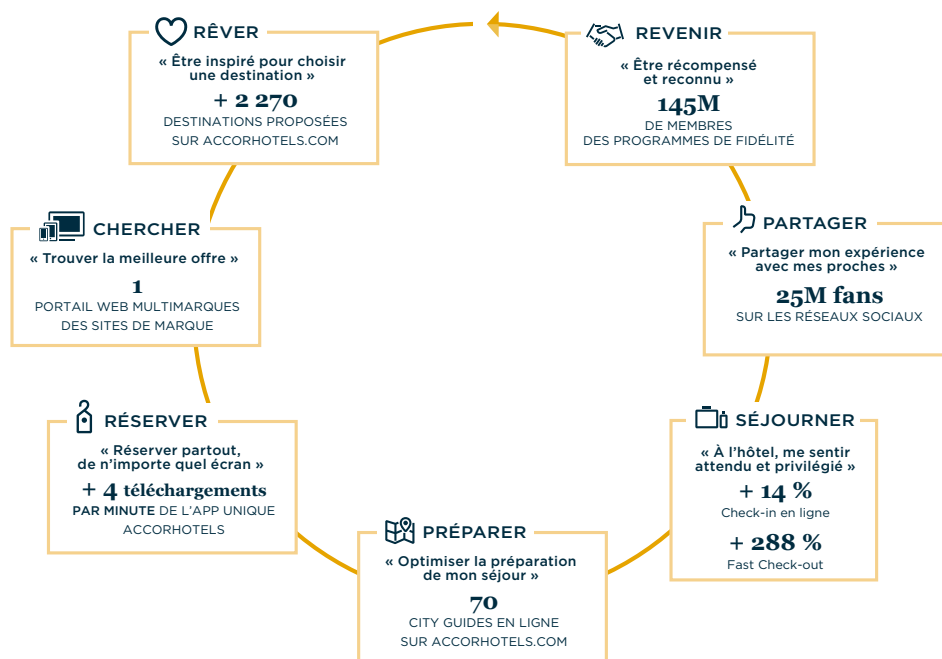 RÊVER
« Être inspiré pour choisir
une destination »
+ 2 270
DESTINATIONS PROPOSÉES
SUR ACCORHOTELS.COM
CHERCHER
« Trouver la meilleure offre »
1
PORTAIL WEB MULTIMARQUES
DES SITES DE MARQUE
RÉSERVER
« Réserver partout,
de n’importe quel écran »
+ 4 téléchargements
PAR MINUTE DE L’APP UNIQUE
ACCORHOTELS
PRÉPARER
« Optimiser la préparation
de mon séjour »
70
CITY GUIDES EN LIGNE
SUR ACCORHOTELS.COM
SÉJOURNER
« À l’hôtel, me sentir
attendu et privilégié »
+ 14 %
Check-in en ligne
+ 288 %
Fast Check-out
PARTAGER
« Partager mon expérience
avec mes proches »
25M fans
SUR LES RÉSEAUX SOCIAUX
REVENIR
« Être récompensé
et reconnu »
145M
DE MEMBRES
DES PROGRAMMES DE FIDÉLITÉ